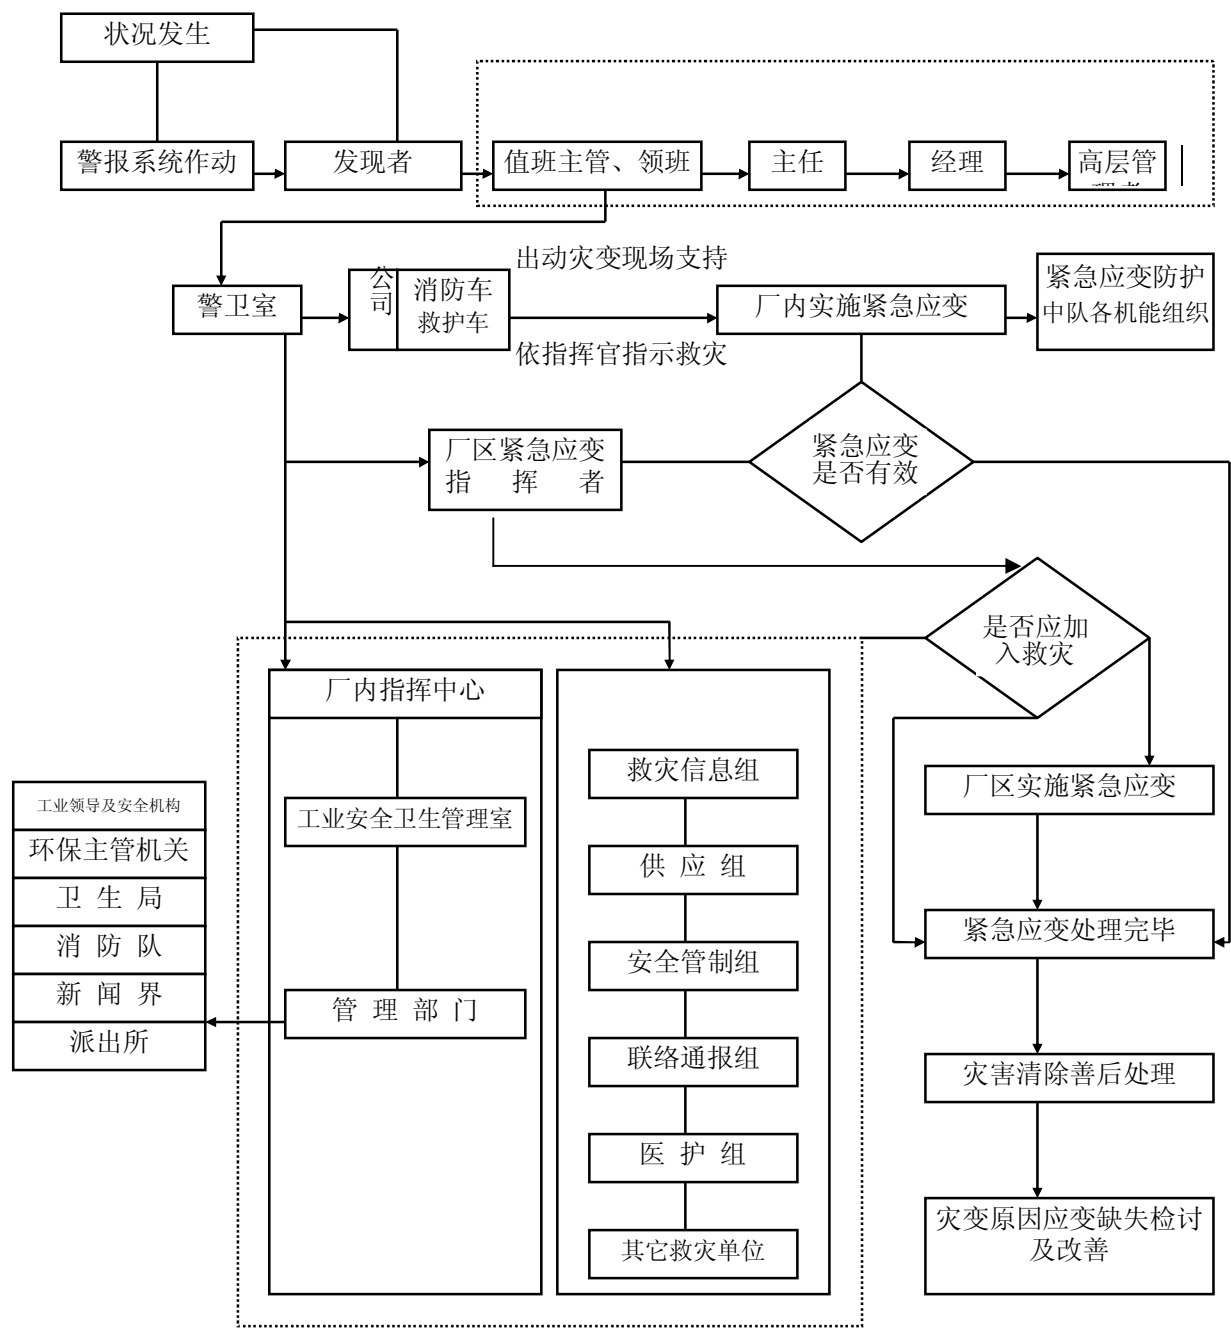 状况发生
警报系统作动
发现者
值班主管、领班
主任
经理
高层管
出动灾变现场支持
警卫室
公司
消防车
救护车
厂内实施紧急应变
紧急应变防护
中队各机能组织
依指挥官指示救灾
厂区紧急应变
指 挥 者
紧急应变
是否有效
是否应加
入救灾
厂内指挥中心
工业安全卫生管理室
管 理 部 门
救灾信息组
供 应 组
安全管制组
联络通报组
医 护 组
其它救灾单位
工业领导及安全机构
环保主管机关
卫 生 局
消 防 队
新 闻 界
派出所
厂区实施紧急应变
紧急应变处理完毕
灾害清除善后处理
灾变原因应变缺失检讨
及改善